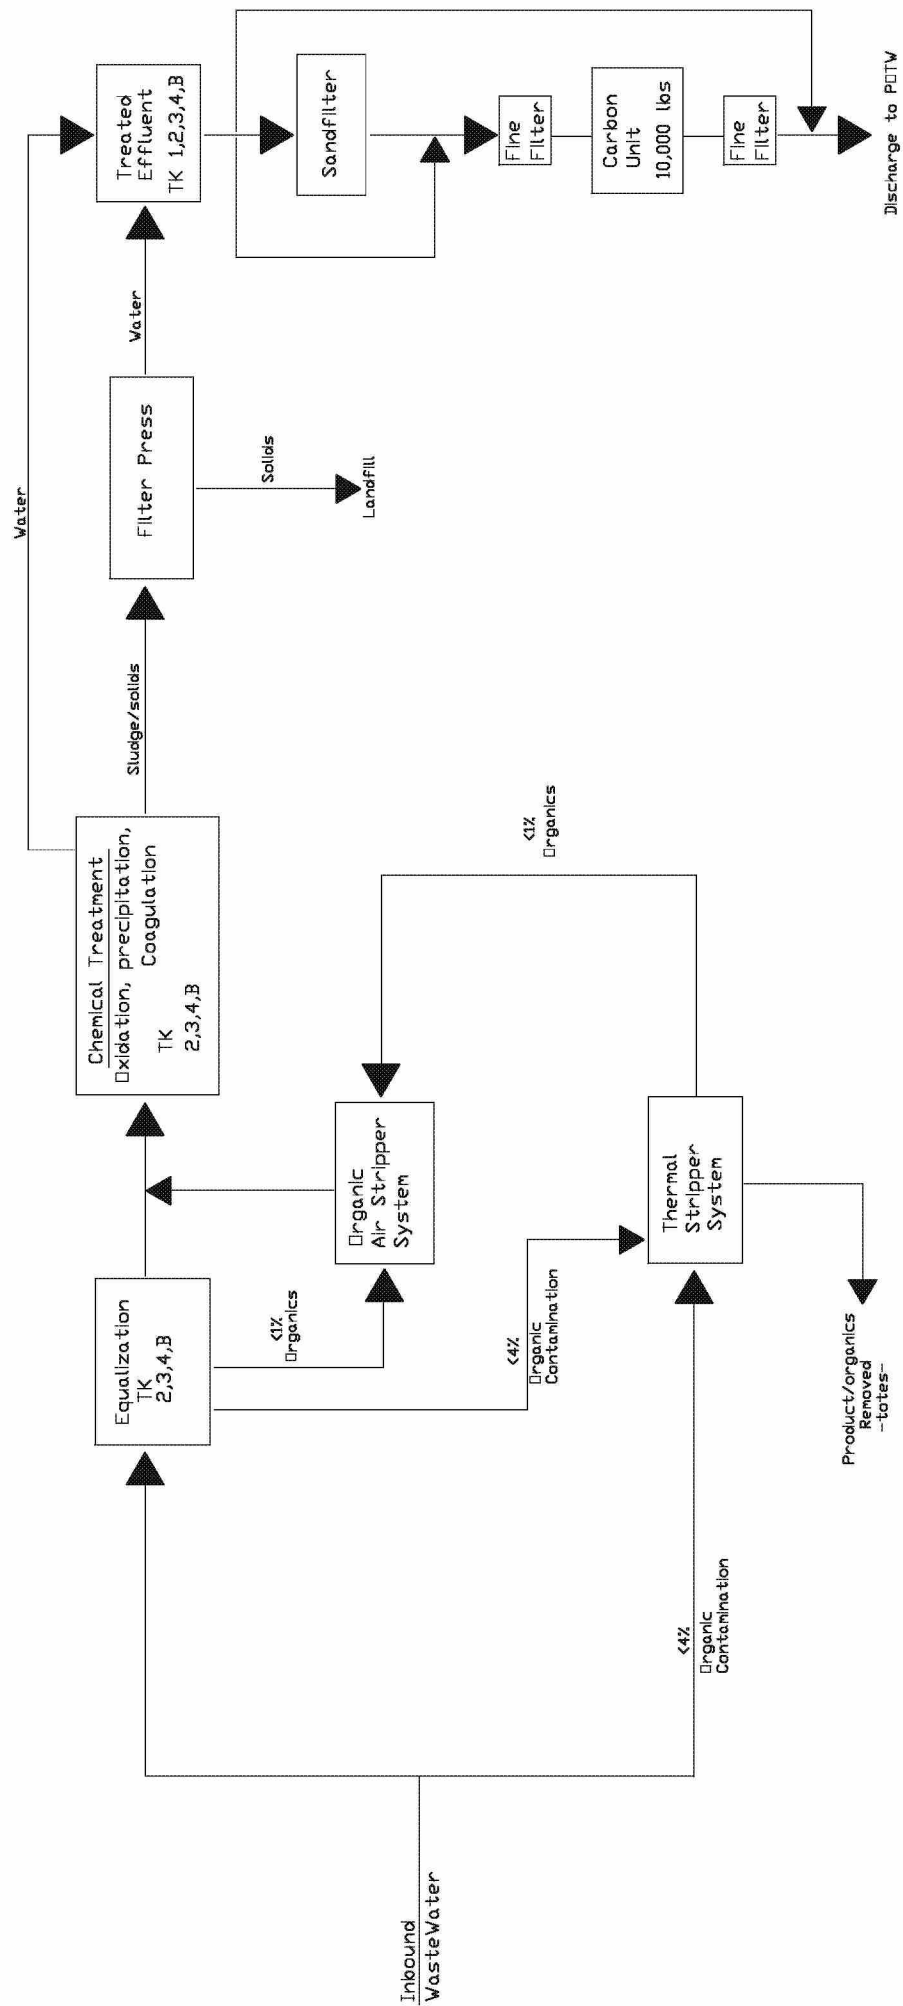 Inbound
WasteWater
<4%
Organic
Contamination
Equalization
TK
2,3,4,B
<1%
Organics
<4%
Organic
Contamination
Organic
Air Stripper
System
Thermal
Stripper
System
Product/organics
Removed
-totes-
<1%
Organics
Chemical Treatment
Oxidation, precipitation,
Coagulation
TK
2,3,4,B
Sludge/solids
Water
Filter Press
Solids
Landfill
Water
Treated
Effluent
TK 1,2,3,4,B
Sandfilter
Fine
Filter
Carbon
Unit
10,000 lbs
Fine
Filter
Discharge to POTW